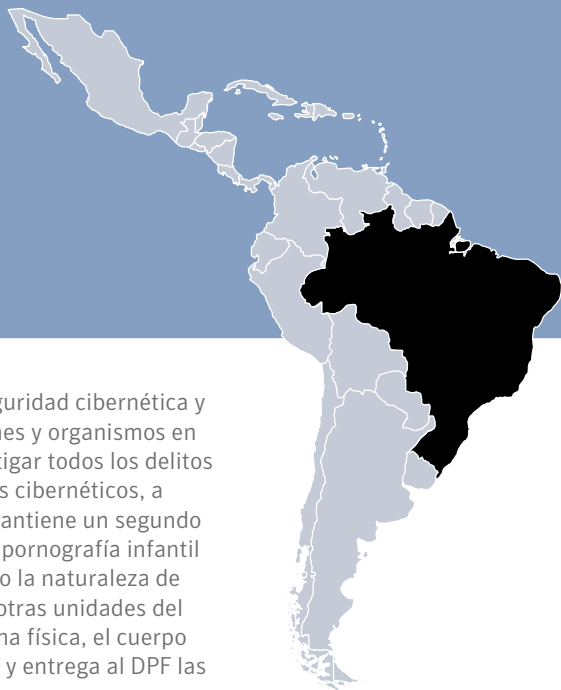 guridad cibernética y
nes y organismos en
tigar todos los delitos
s cibernéticos, a
antiene un segundo
pornografía infantil
o la naturaleza de
otras unidades del
na física, el cuerpo
y entrega al DPF las